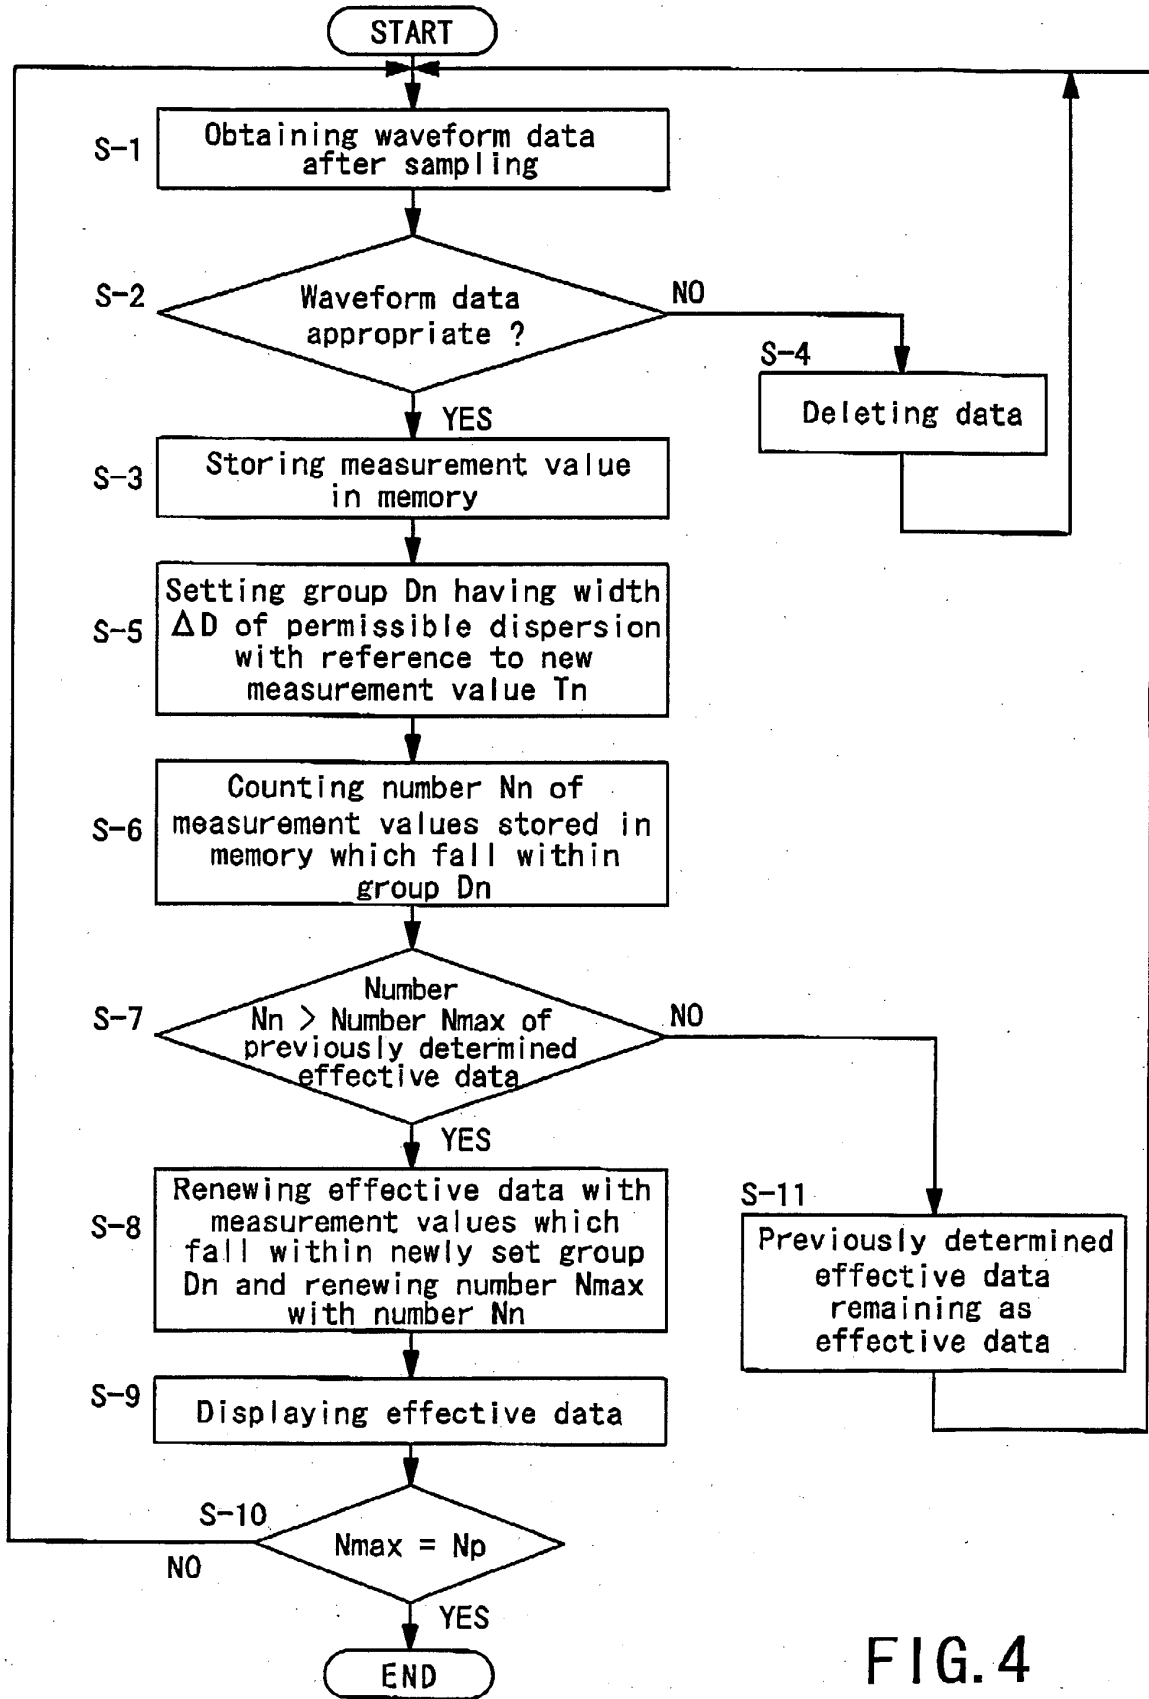 START
S-1
Obtaining waveform data
after sampling
S-2
Waveform data
appropriate ?
NO
S-4
Deleting data
YES
S-3
Storing measurement value
in memory
S-5
Setting group Dn having width
ΔD of permissible dispersion
with reference to new
measurement value Tn
S-6
Counting number Nn of
measurement values stored in
memory which fall within
group Dn
S-7
Number
Nn > Number Nmax of
previously determined
effective data
NO
YES
S-8
Renewing effective data with
measurement values which
fall within newly set group
Dn and renewing number Nmax
with number Nn
S-11
Previously determined
effective data
remaining as
effective data
S-9
Displaying effective data
S-10
Nmax = Np
NO
YES
END
FIG. 4